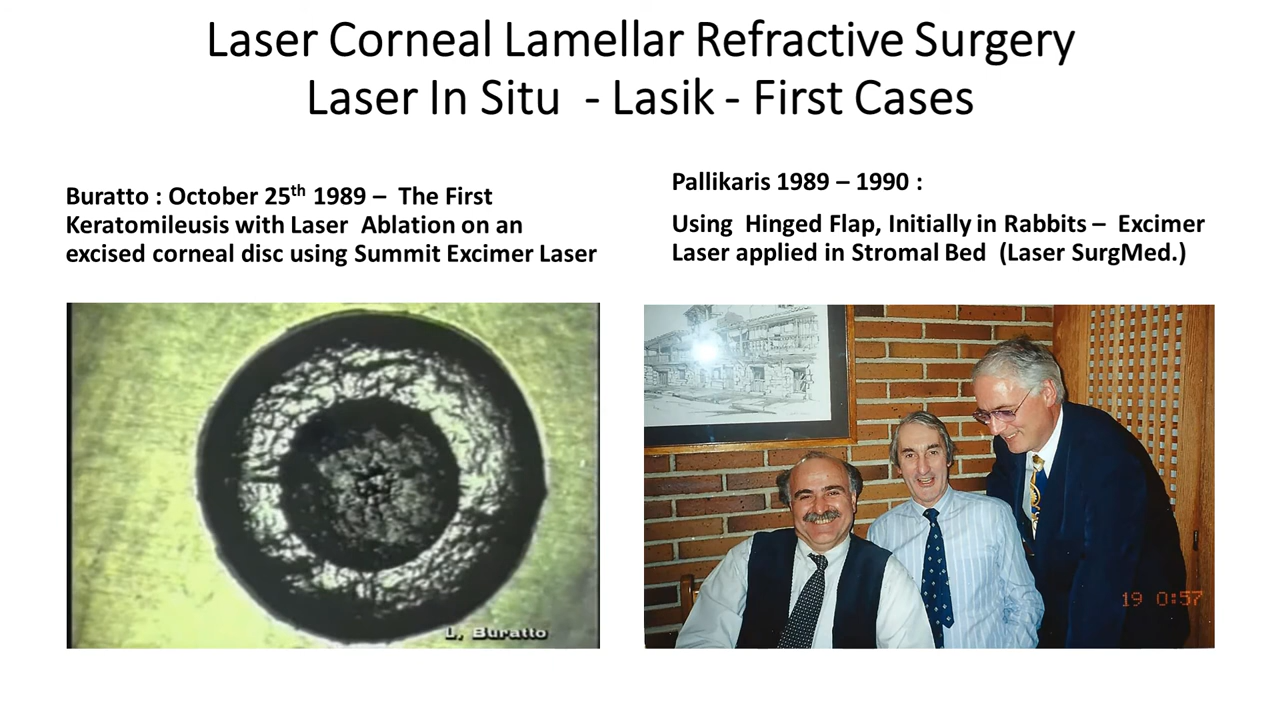 Laser Corneal Lamellar Refractive Surgery
Laser In Situ - Lasik - First Cases
Buratto : October 25th 1989 – The First
Keratomileusis with Laser Ablation on an
excised corneal disc using Summit Excimer Laser
Pallikaris 1989 – 1990 :
Using Hinged Flap, Initially in Rabbits – Excimer
Laser applied in Stromal Bed (Laser SurgMed.)
L. Buratto
19 0:57